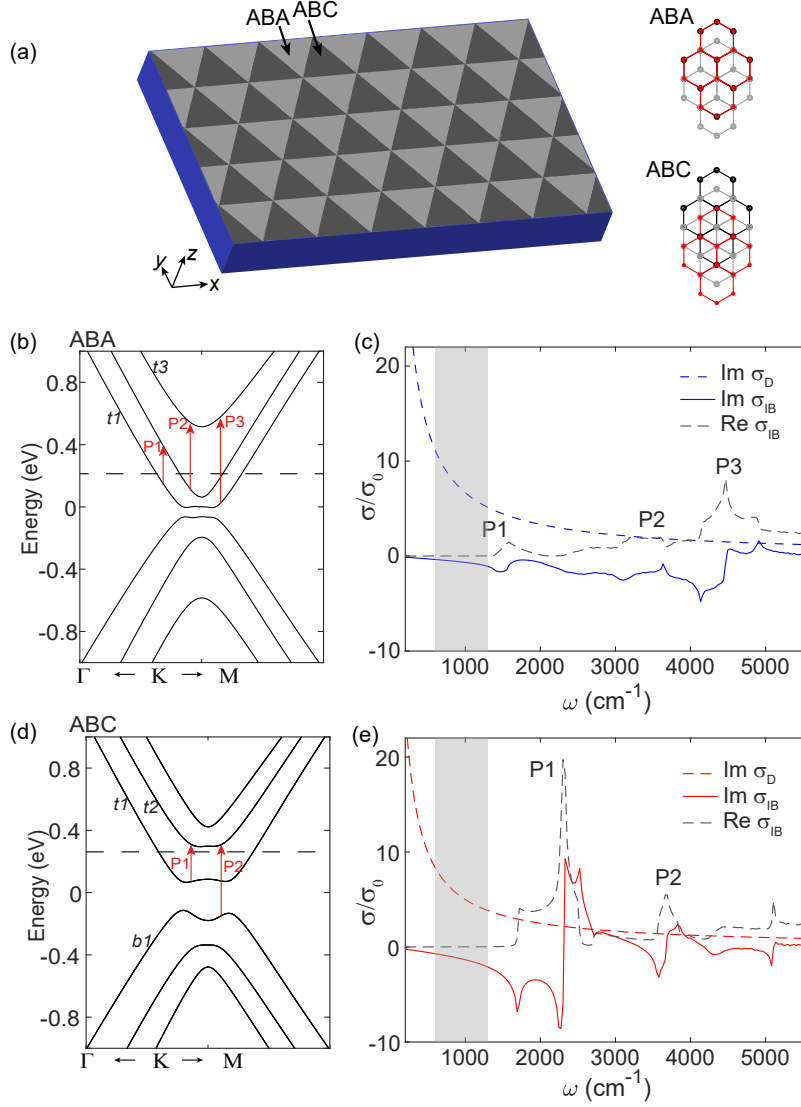 (a)
ABA
ABC
ABA
ABC
y
z
x
(b)
ABA
0.8
0.4
0
-0.4
-0.8
Energy (eV)
t1
t3
P1
P2
P3
Γ ← K → M
(c)
20
10
0
-10
σ/σ0
Im σD
Im σIB
Re σIB
P1
P2
P3
1000 2000 3000 4000 5000
ω (cm-1)
(d)
ABC
0.8
0.4
0
-0.4
-0.8
Energy (eV)
t1
t2
P1
P2
b1
Γ ← K → M
(e)
20
10
0
-10
σ/σ0
Im σD
Im σIB
Re σIB
P1
P2
1000 2000 3000 4000 5000
ω (cm-1)